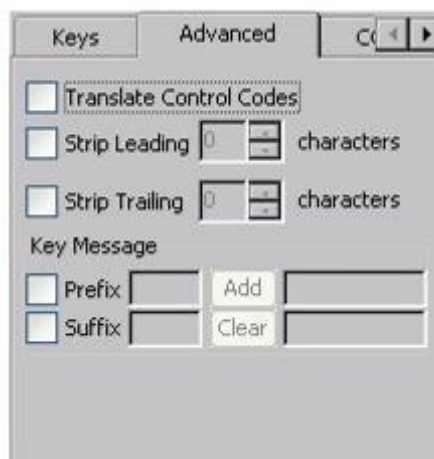 Keys Advanced
Translate Control Codes
Strip Leading 0 characters
Strip Trailing 0 characters
Key Message
Prefix Add
Suffix Clear